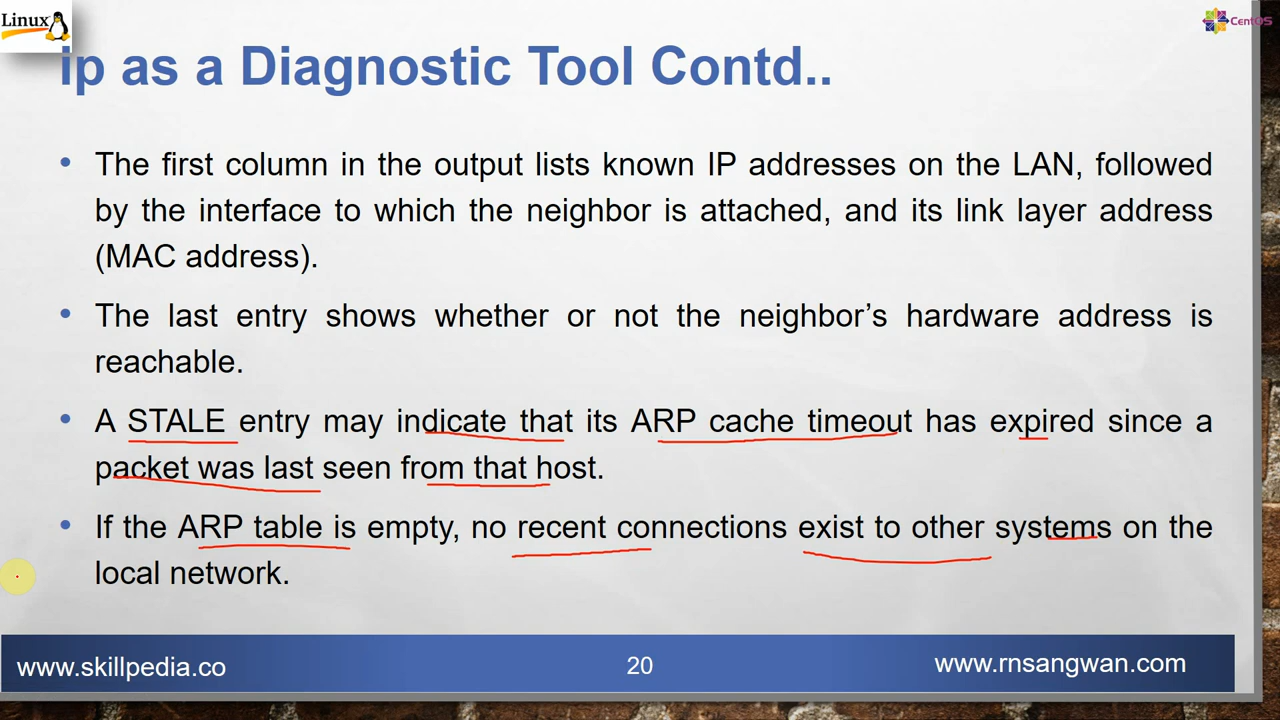 Linux
CentOS
ip as a Diagnostic Tool Contd..
• The first column in the output lists known IP addresses on the LAN, followed
by the interface to which the neighbor is attached, and its link layer address
(MAC address).
• The last entry shows whether or not the neighbor’s hardware address is
reachable.
• A STALE entry may indicate that its ARP cache timeout has expired since a
packet was last seen from that host.
• If the ARP table is empty, no recent connections exist to other systems on the
local network.
www.skillpedia.co
20
www.rnsangwan.com